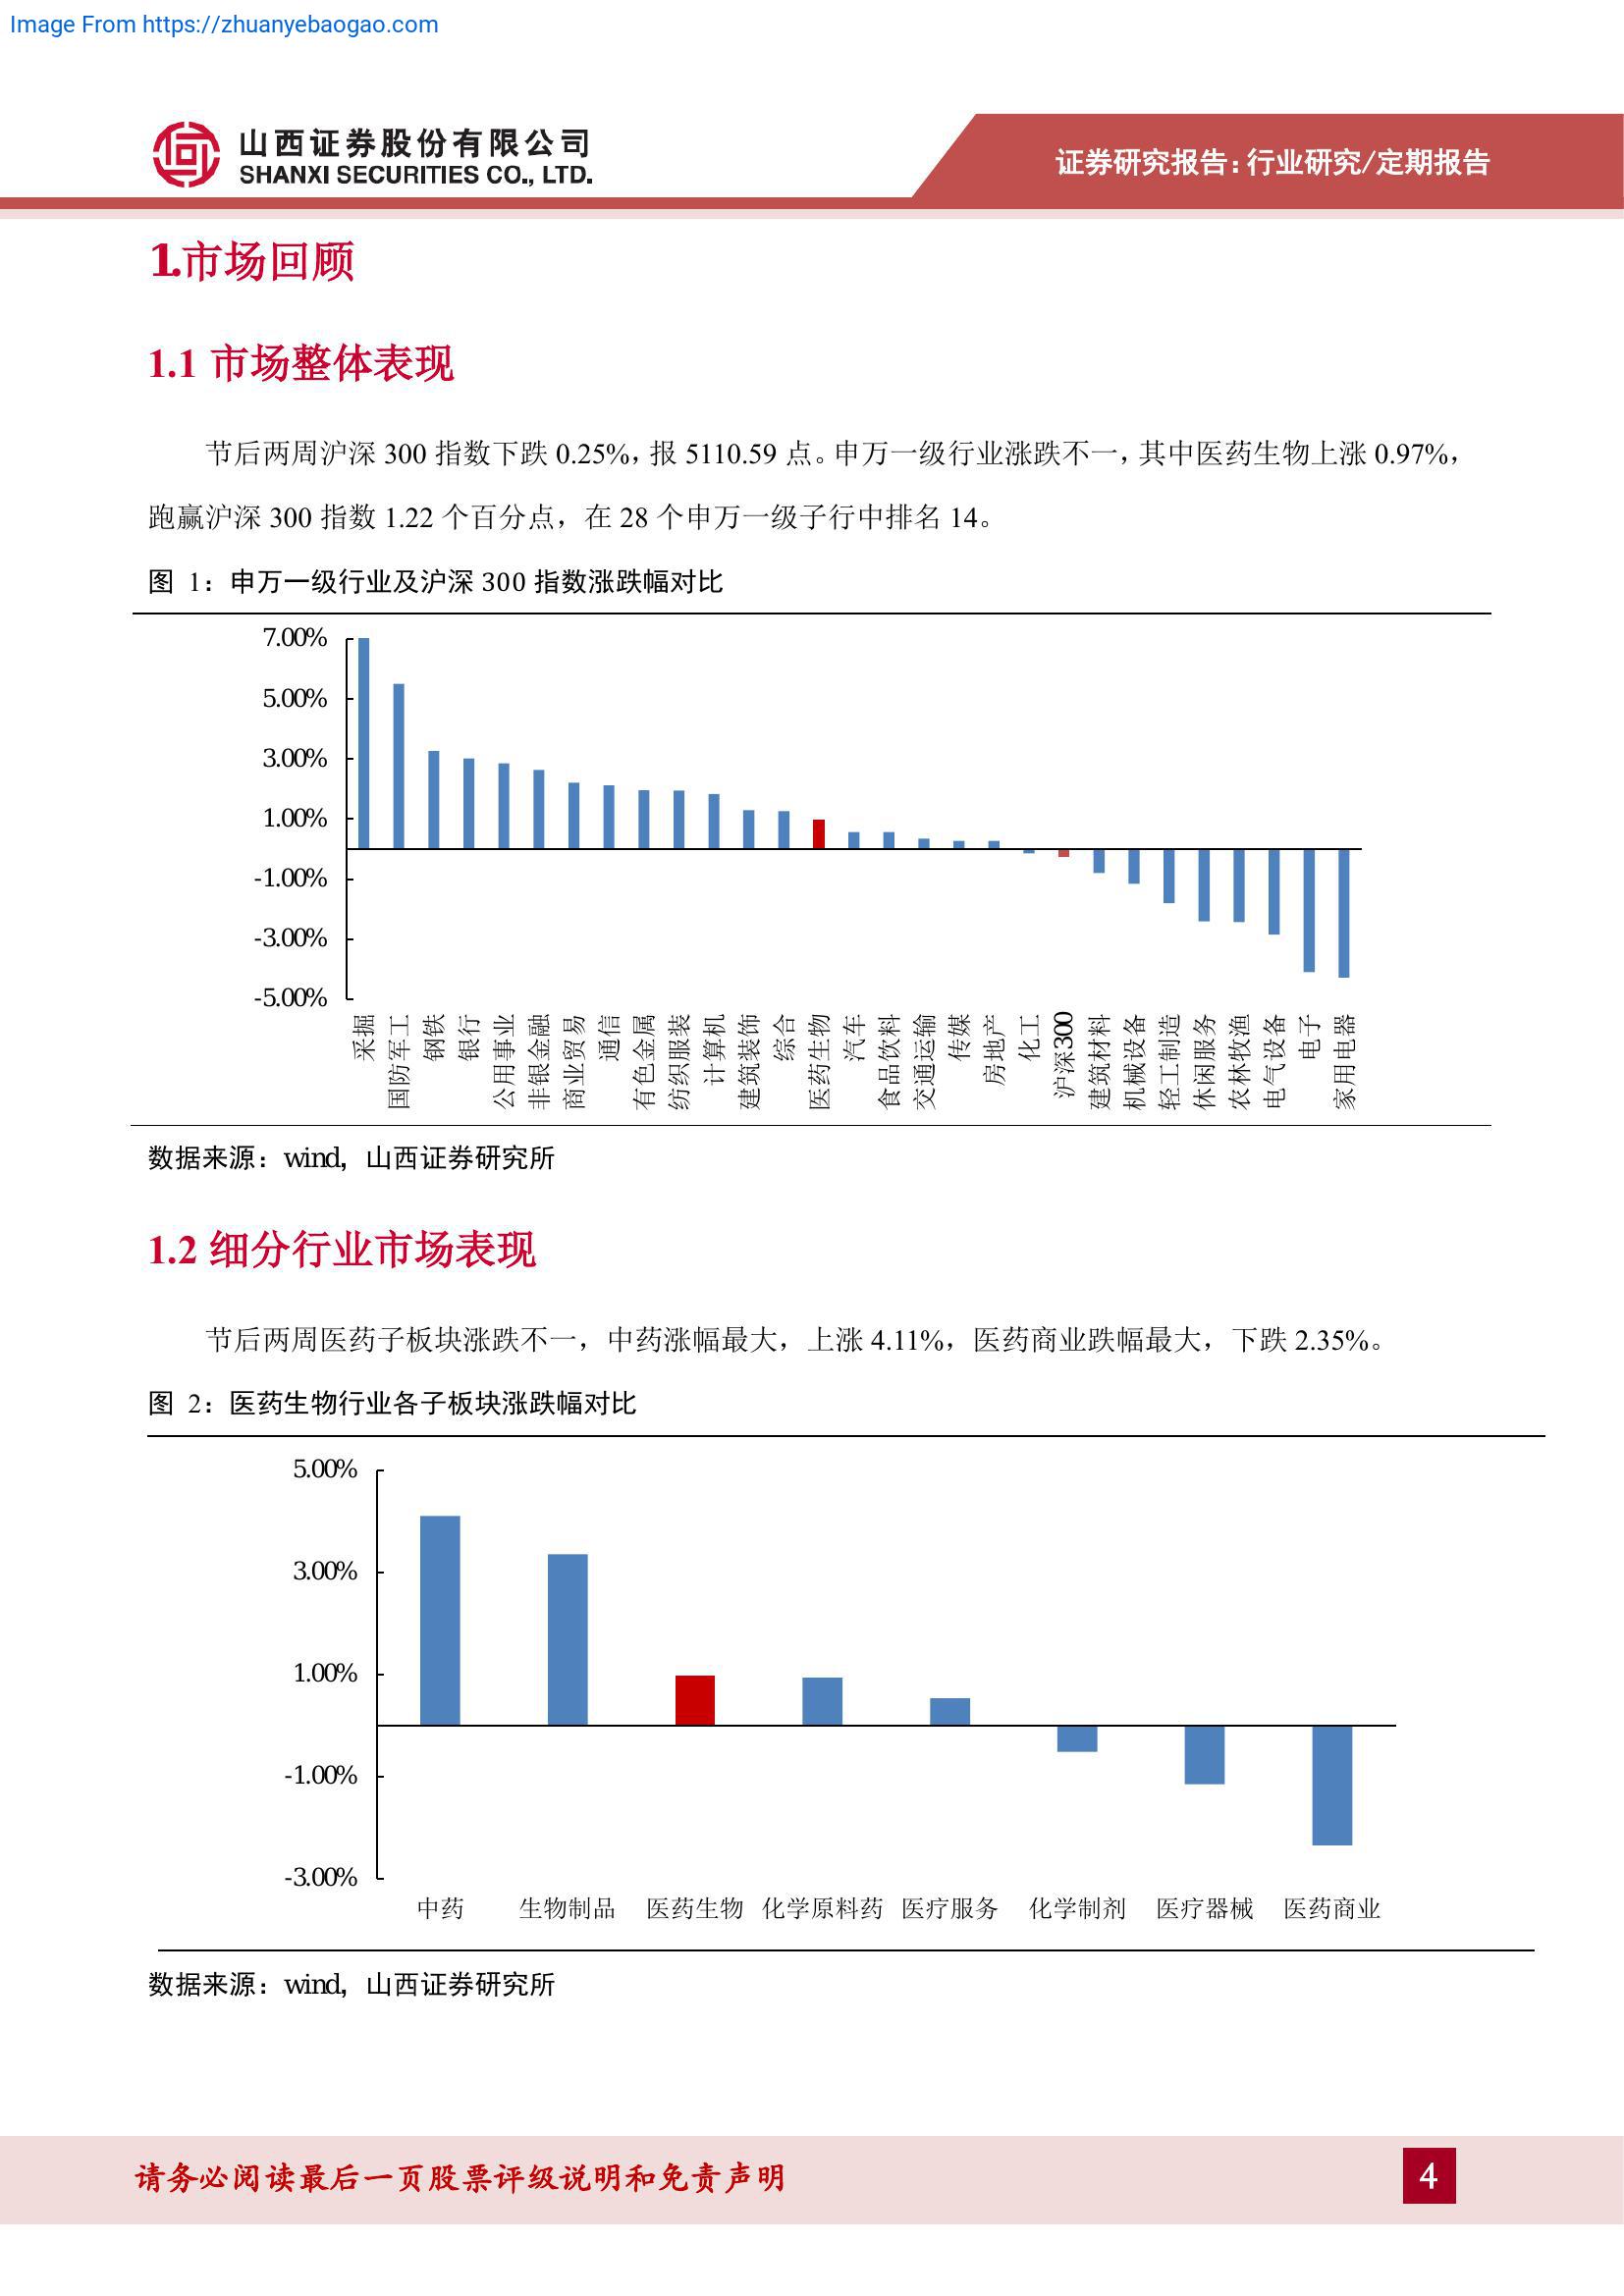 Image From https://zhuanyebaogao.com
山西证券股份有限公司
SHANXI SECURITIES CO., LTD.
证券研究报告:行业研究/定期报告
1.市场回顾
1.1 市场整体表现
节后两周沪深 300 指数下跌 0.25%，报 5110.59 点。申万一级行业涨跌不一，其中医药生物上涨 0.97%，
跑赢沪深 300 指数 1.22 个百分点，在 28 个申万一级子行中排名 14。
图 1：申万一级行业及沪深 300 指数涨跌幅对比
7.00%
5.00%
3.00%
1.00%
-1.00%
-3.00%
-5.00%
采掘
国防军工
钢铁
银行
公用事业
非银金融
商业贸易
通信
有色金属
纺织服装
计算机
建筑装饰
综合
医药生物
汽车
食品饮料
交通运输
传媒
房地产
化工
沪深300
建筑材料
机械设备
轻工制造
休闲服务
农林牧渔
电气设备
电子
家用电器
数据来源：wind，山西证券研究所
1.2 细分行业市场表现
节后两周医药子板块涨跌不一，中药涨幅最大，上涨 4.11%，医药商业跌幅最大，下跌 2.35%。
图 2：医药生物行业各子板块涨跌幅对比
5.00%
3.00%
1.00%
-1.00%
-3.00%
中药 生物制品 医药生物 化学原料药 医疗服务 化学制剂 医疗器械 医药商业
数据来源：wind，山西证券研究所
请务必阅读最后一页股票评级说明和免责声明
4